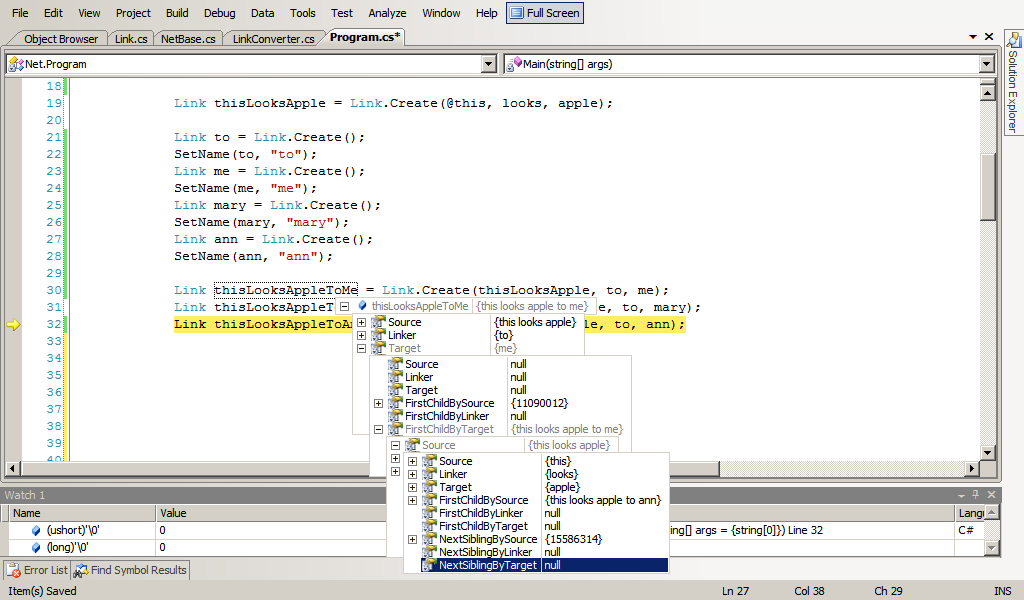 File Edit View Project Build Debug Data Tools Test Analyze Window Help Full Screen
Object Browser Link.cs NetBase.cs LinkConverter.cs Program.cs*
Net.Program Main(string[] args)
Solution Explorer
18
19 Link thisLooksApple = Link.Create(@this, looks, apple);
20
21 Link to = Link.Create();
22 SetName(to, "to");
23 Link me = Link.Create();
24 SetName(me, "me");
25 Link mary = Link.Create();
26 SetName(mary, "mary");
27 Link ann = Link.Create();
28 SetName(ann, "ann");
29
30 Link thisLooksAppleToMe = Link.Create(thisLooksApple, to, me);
31 Link thisLooksAppleT e, to, mary);
thisLooksAppleToMe {this looks apple to me}
32 Link thisLooksAppleToA le, to, ann);
Source {this looks apple}
Linker {to}
33
Target {me}
34
Source null
35
Linker null
36
Target null
37
FirstChildBySource {11090012}
FirstChildByLinker null
38
FirstChildByTarget {this looks apple to me}
39
Source {this looks apple}
40
Source {this}
Linker {looks}
Target {apple}
FirstChildBySource {this looks apple to ann}
FirstChildByLinker null
FirstChildByTarget null
NextSiblingBySource {15586314}
NextSiblingByLinker null
NextSiblingByTarget null
Watch 1
Name Value Langu
(ushort)'\0' 0 ng[] args = {string[0]}) Line 32 C#
(long)'\0' 0
Error List Find Symbol Results
Item(s) Saved Ln 27 Col 38 Ch 29 INS